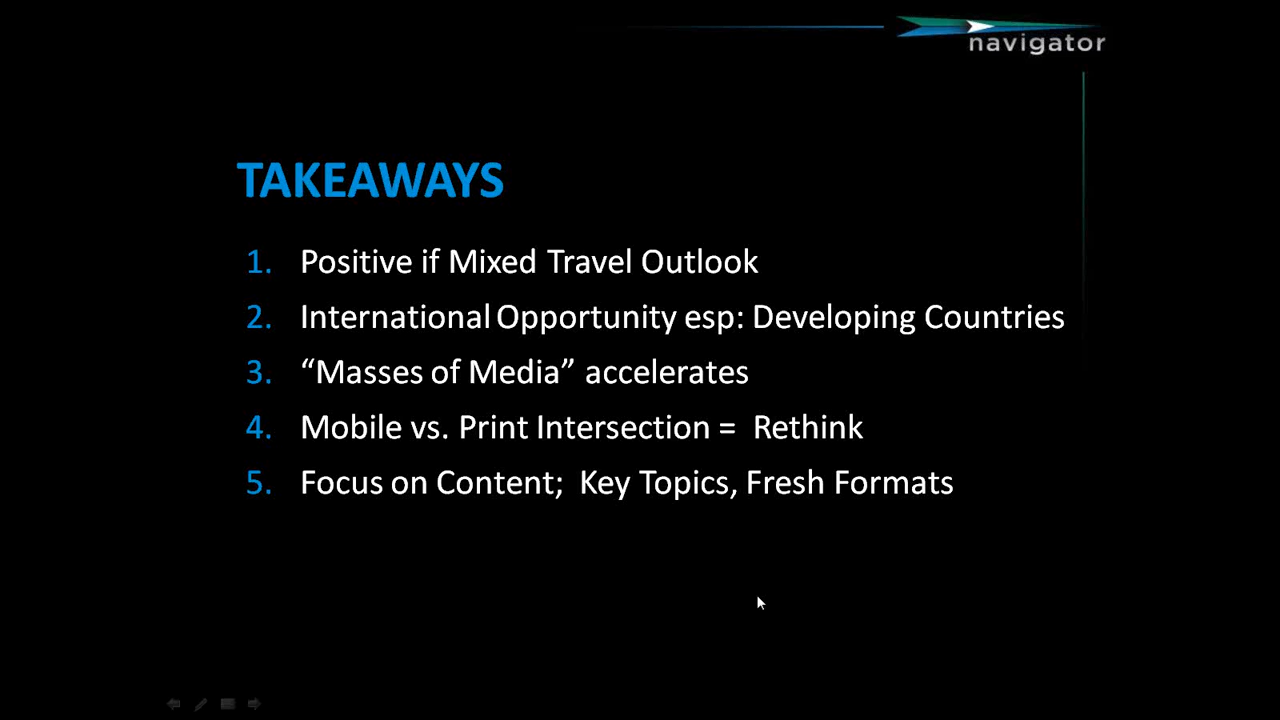 navigator
TAKEAWAYS
1. Positive if Mixed Travel Outlook
2. International Opportunity esp: Developing Countries
3. “Masses of Media” accelerates
4. Mobile vs. Print Intersection = Rethink
5. Focus on Content; Key Topics, Fresh Formats